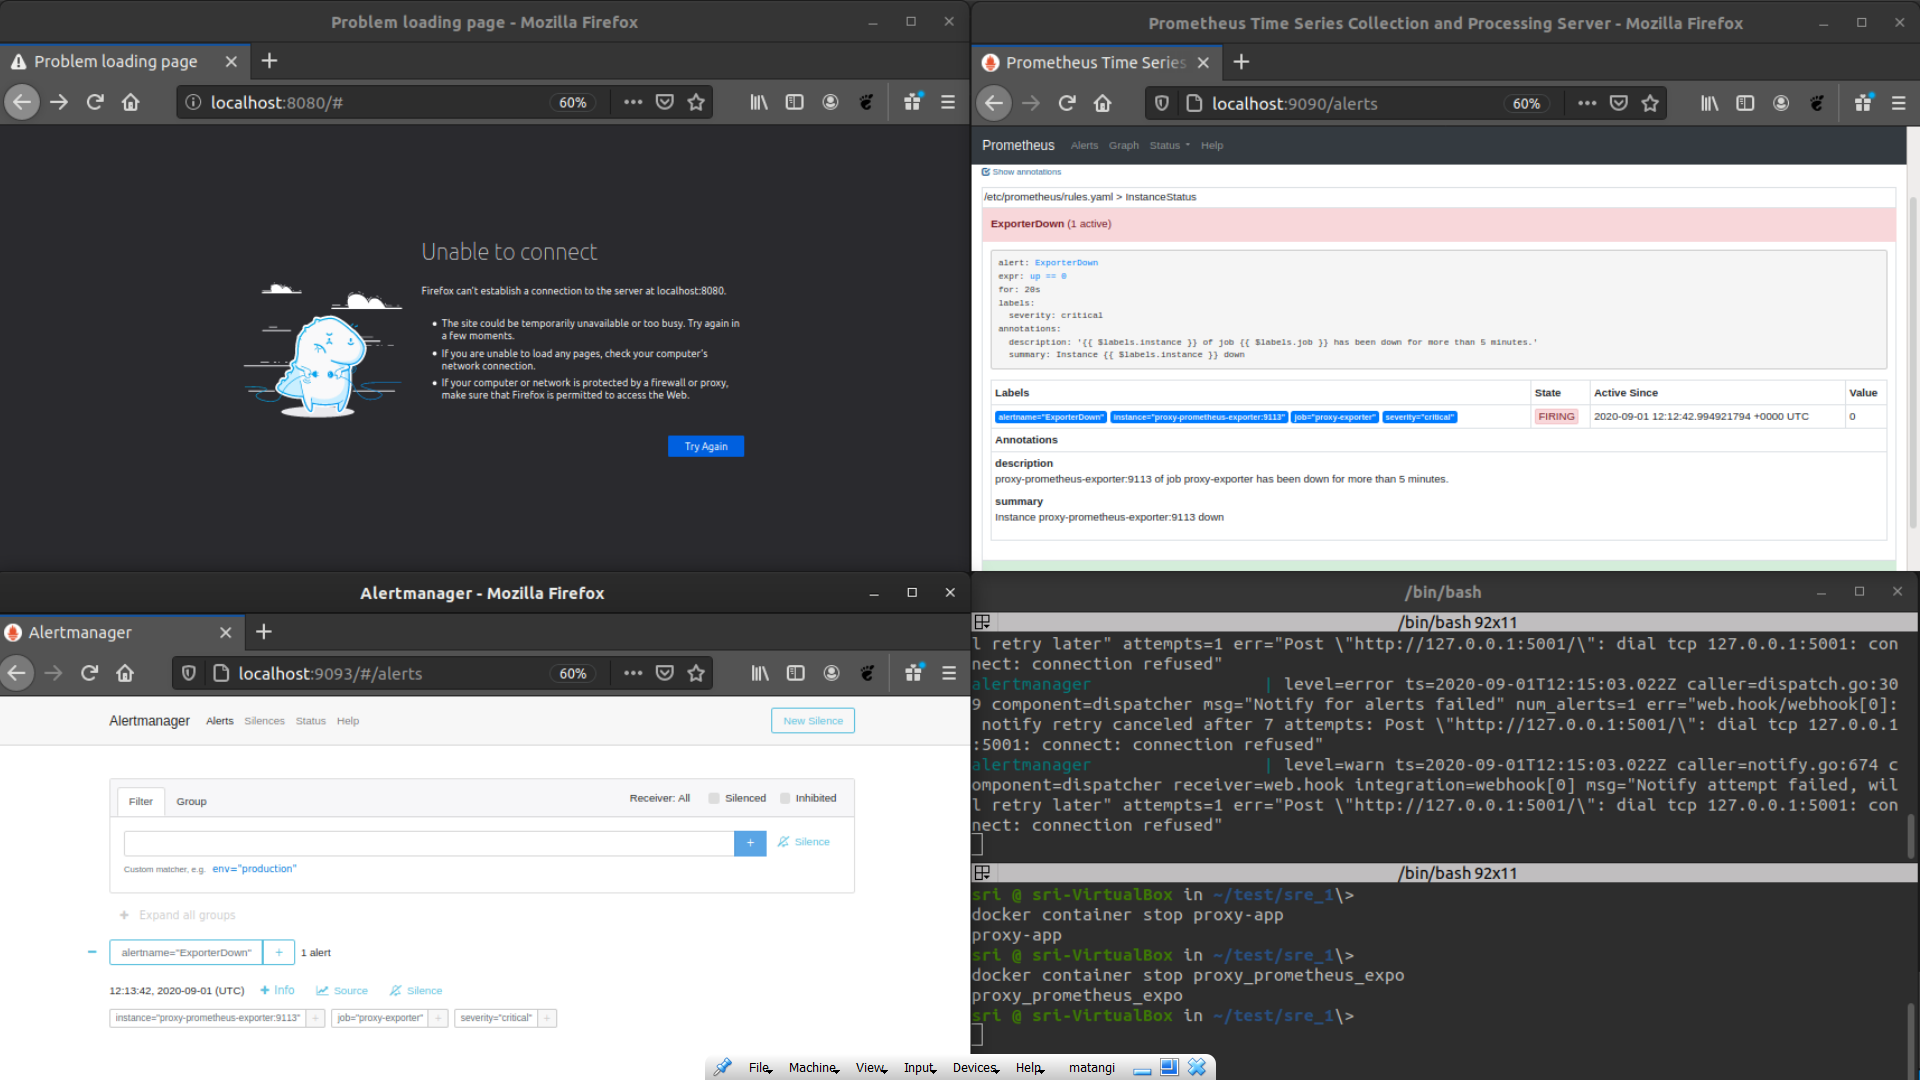 Problem loading page - Mozilla Firefox
Problem loading page
localhost:8080/#
60%
Unable to connect
Firefox can't establish a connection to the server at localhost:8080.
The site could be temporarily unavailable or too busy. Try again in
a few moments.
If you are unable to load any pages, check your computer's
network connection.
If your computer or network is protected by a firewall or proxy,
make sure that Firefox is permitted to access the Web.
Try Again
Prometheus Time Series Collection and Processing Server - Mozilla Firefox
Prometheus Time Series
localhost:9090/alerts
60%
Prometheus Alerts Graph Status Help
Show annotations
/etc/prometheus/rules.yaml > InstanceStatus
ExporterDown (1 active)
alert: ExporterDown
expr: up == 0
for: 20s
labels:
severity: critical
annotations:
description: '{{ $labels.instance }} of job {{ $labels.job }} has been down for more than 5 minutes.'
summary: Instance {{ $labels.instance }} down
Labels State Active Since Value
alertname="ExporterDown" instance="proxy-prometheus-exporter:9113" job="proxy-exporter" severity="critical" FIRING 2020-09-01 12:12:42.994921794 +0000 UTC 0
Annotations
description
proxy-prometheus-exporter:9113 of job proxy-exporter has been down for more than 5 minutes.
summary
Instance proxy-prometheus-exporter:9113 down
Alertmanager - Mozilla Firefox
Alertmanager
localhost:9093/#/alerts
60%
Alertmanager Alerts Silences Status Help New Silence
Filter Group Receiver: All Silenced Inhibited
+ Silence
Custom matcher, e.g. env="production"
+ Expand all groups
− alertname="ExporterDown" + 1 alert
12:13:42, 2020-09-01 (UTC) + Info Source Silence
instance="proxy-prometheus-exporter:9113" + job="proxy-exporter" + severity="critical" +
/bin/bash
/bin/bash 92x11
l retry later" attempts=1 err="Post \"http://127.0.0.1:5001/\": dial tcp 127.0.0.1:5001: con
nect: connection refused"
alertmanager | level=error ts=2020-09-01T12:15:03.022Z caller=dispatch.go:30
9 component=dispatcher msg="Notify for alerts failed" num_alerts=1 err="web.hook/webhook[0]:
notify retry canceled after 7 attempts: Post \"http://127.0.0.1:5001/\": dial tcp 127.0.0.1
:5001: connect: connection refused"
alertmanager | level=warn ts=2020-09-01T12:15:03.022Z caller=notify.go:674 c
omponent=dispatcher receiver=web.hook integration=webhook[0] msg="Notify attempt failed, wil
l retry later" attempts=1 err="Post \"http://127.0.0.1:5001/\": dial tcp 127.0.0.1:5001: con
nect: connection refused"
/bin/bash 92x11
sri @ sri-VirtualBox in ~/test/sre_1\>
docker container stop proxy-app
proxy-app
sri @ sri-VirtualBox in ~/test/sre_1\>
docker container stop proxy_prometheus_expo
proxy_prometheus_expo
sri @ sri-VirtualBox in ~/test/sre_1\>
File Machine View Input Devices Help matangi